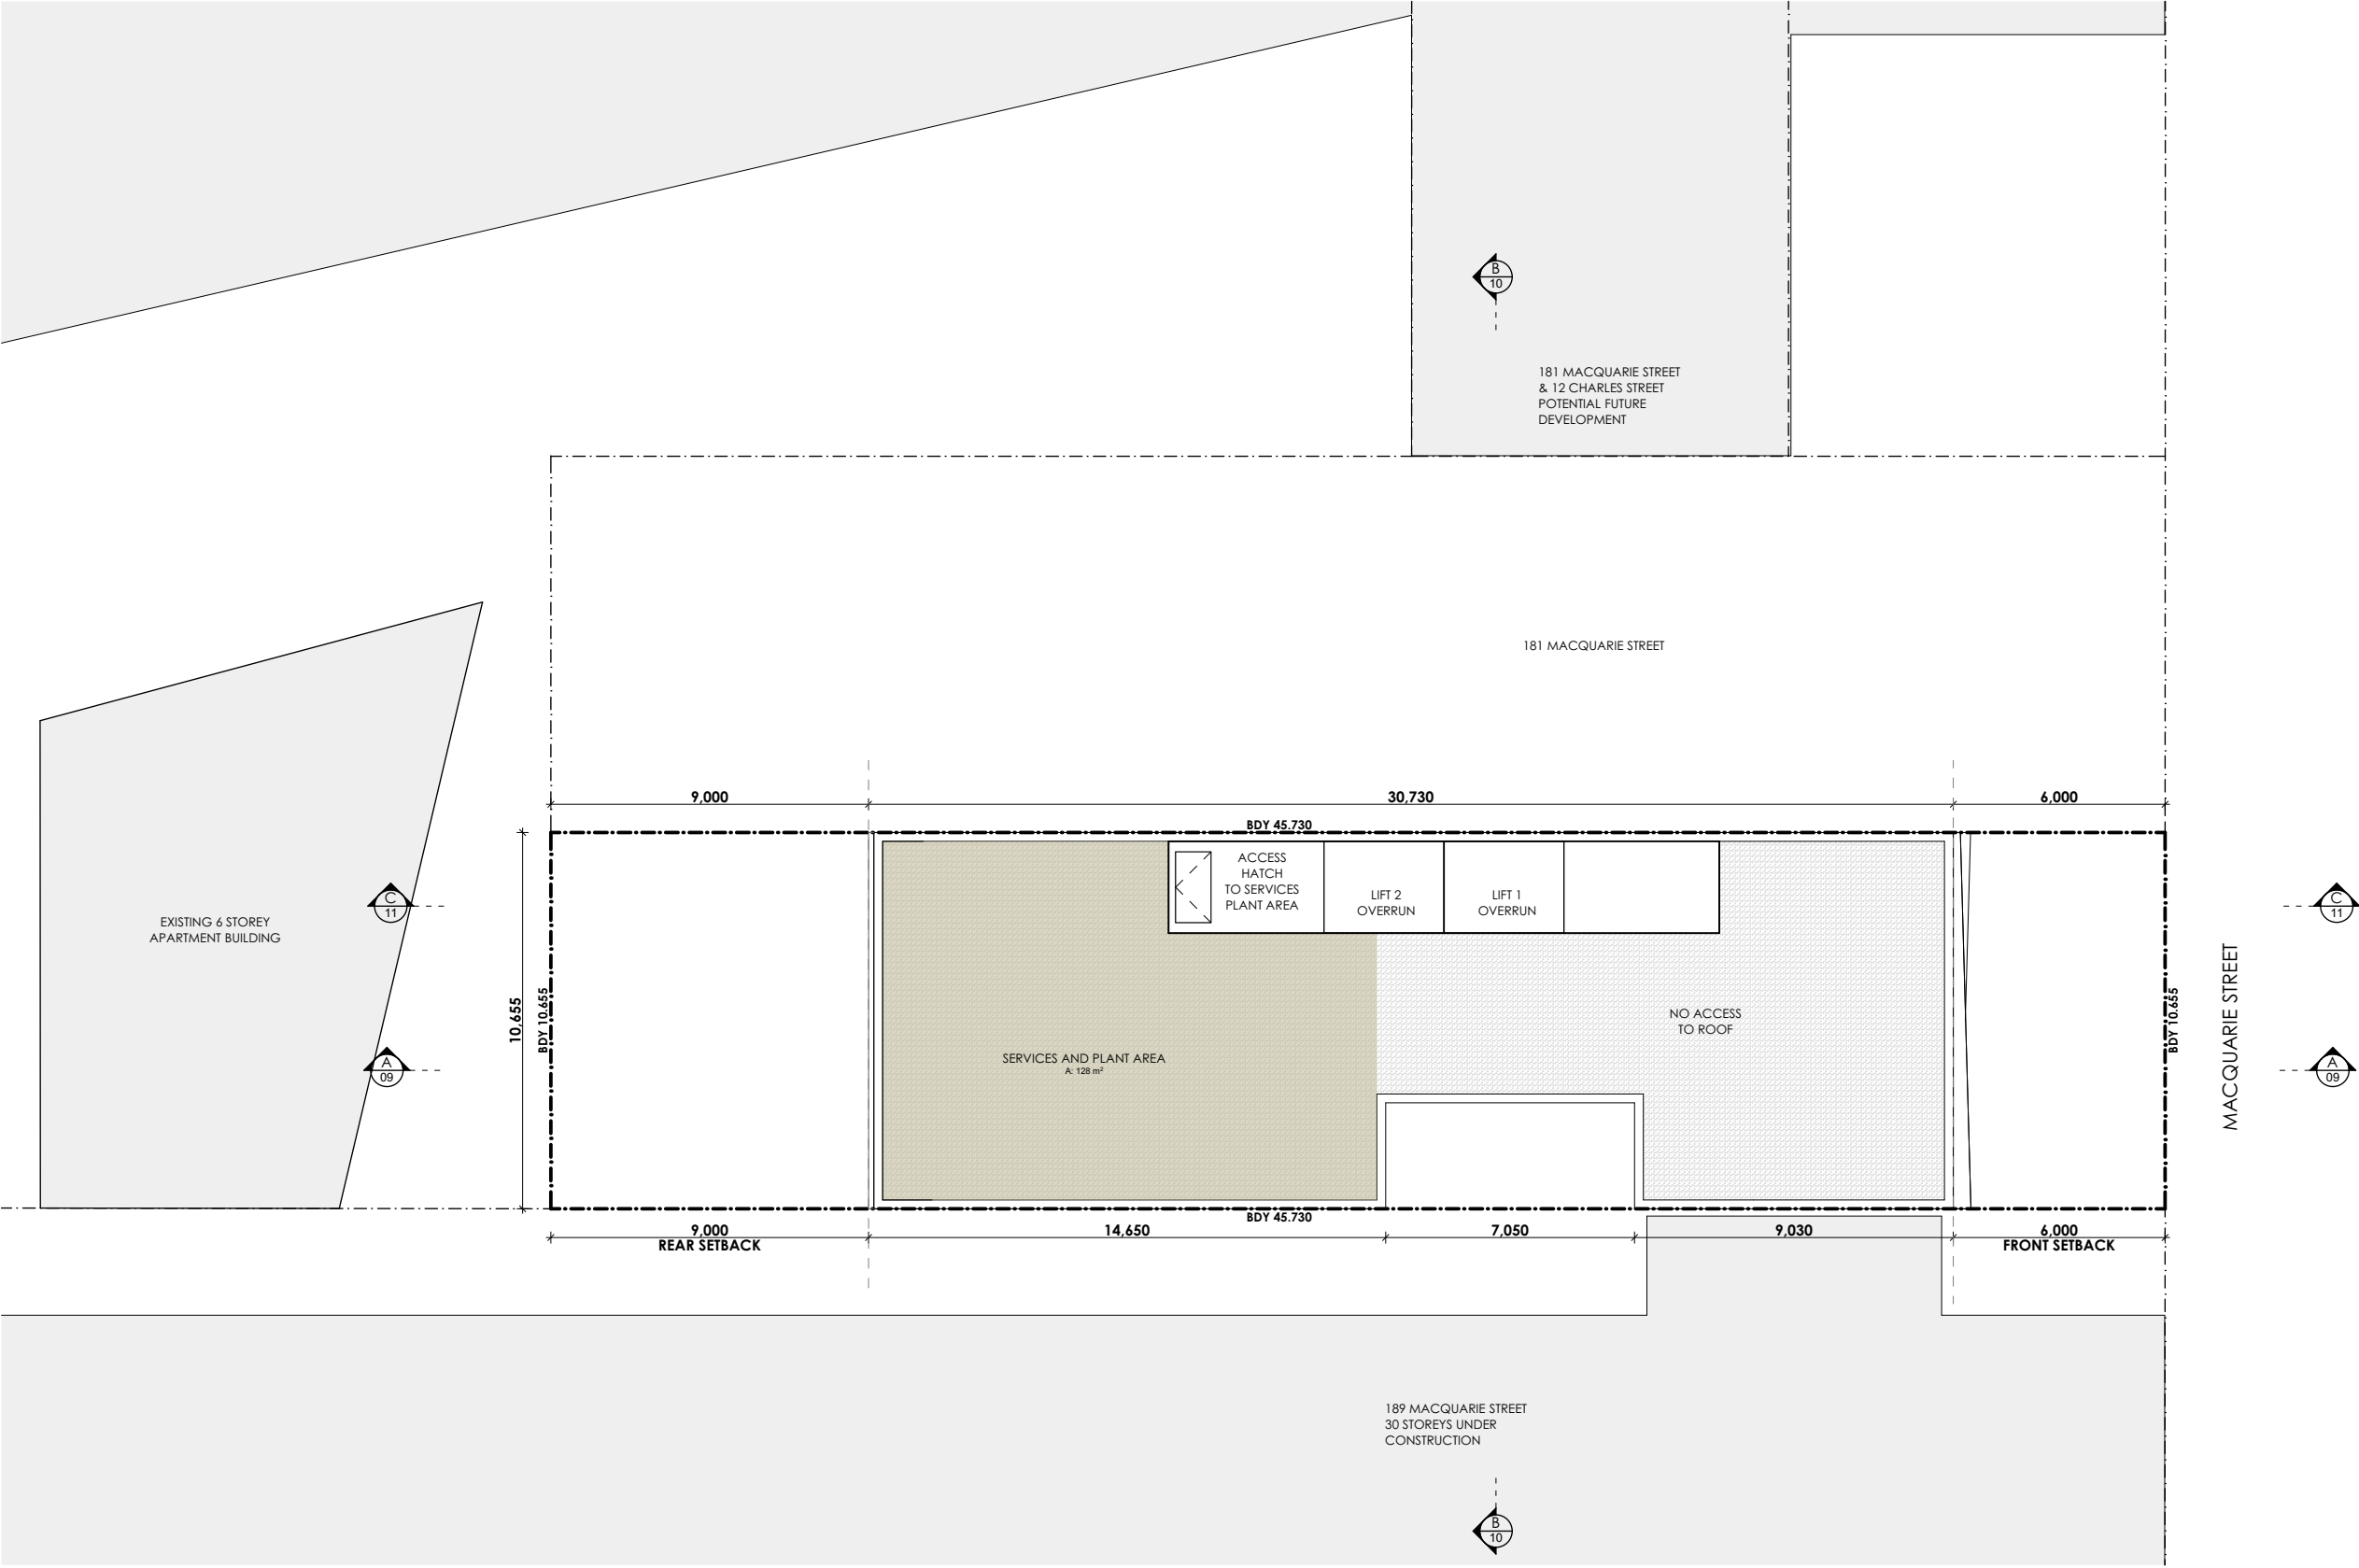 B
10
181 MACQUARIE STREET
& 12 CHARLES STREET
POTENTIAL FUTURE
DEVELOPMENT
181 MACQUARIE STREET
9,000
30,730
6,000
BDY 45.730
ACCESS
HATCH
TO SERVICES
PLANT AREA
LIFT 2
OVERRUN
LIFT 1
OVERRUN
C
11
EXISTING 6 STOREY
APARTMENT BUILDING
C
11
10,655
BDY 10.655
NO ACCESS
TO ROOF
BDY 10.655
MACQUARIE STREET
A
09
SERVICES AND PLANT AREA
A: 128 m²
A
09
BDY 45.730
9,000
REAR SETBACK
14,650
7,050
9,030
6,000
FRONT SETBACK
189 MACQUARIE STREET
30 STOREYS UNDER
CONSTRUCTION
B
10